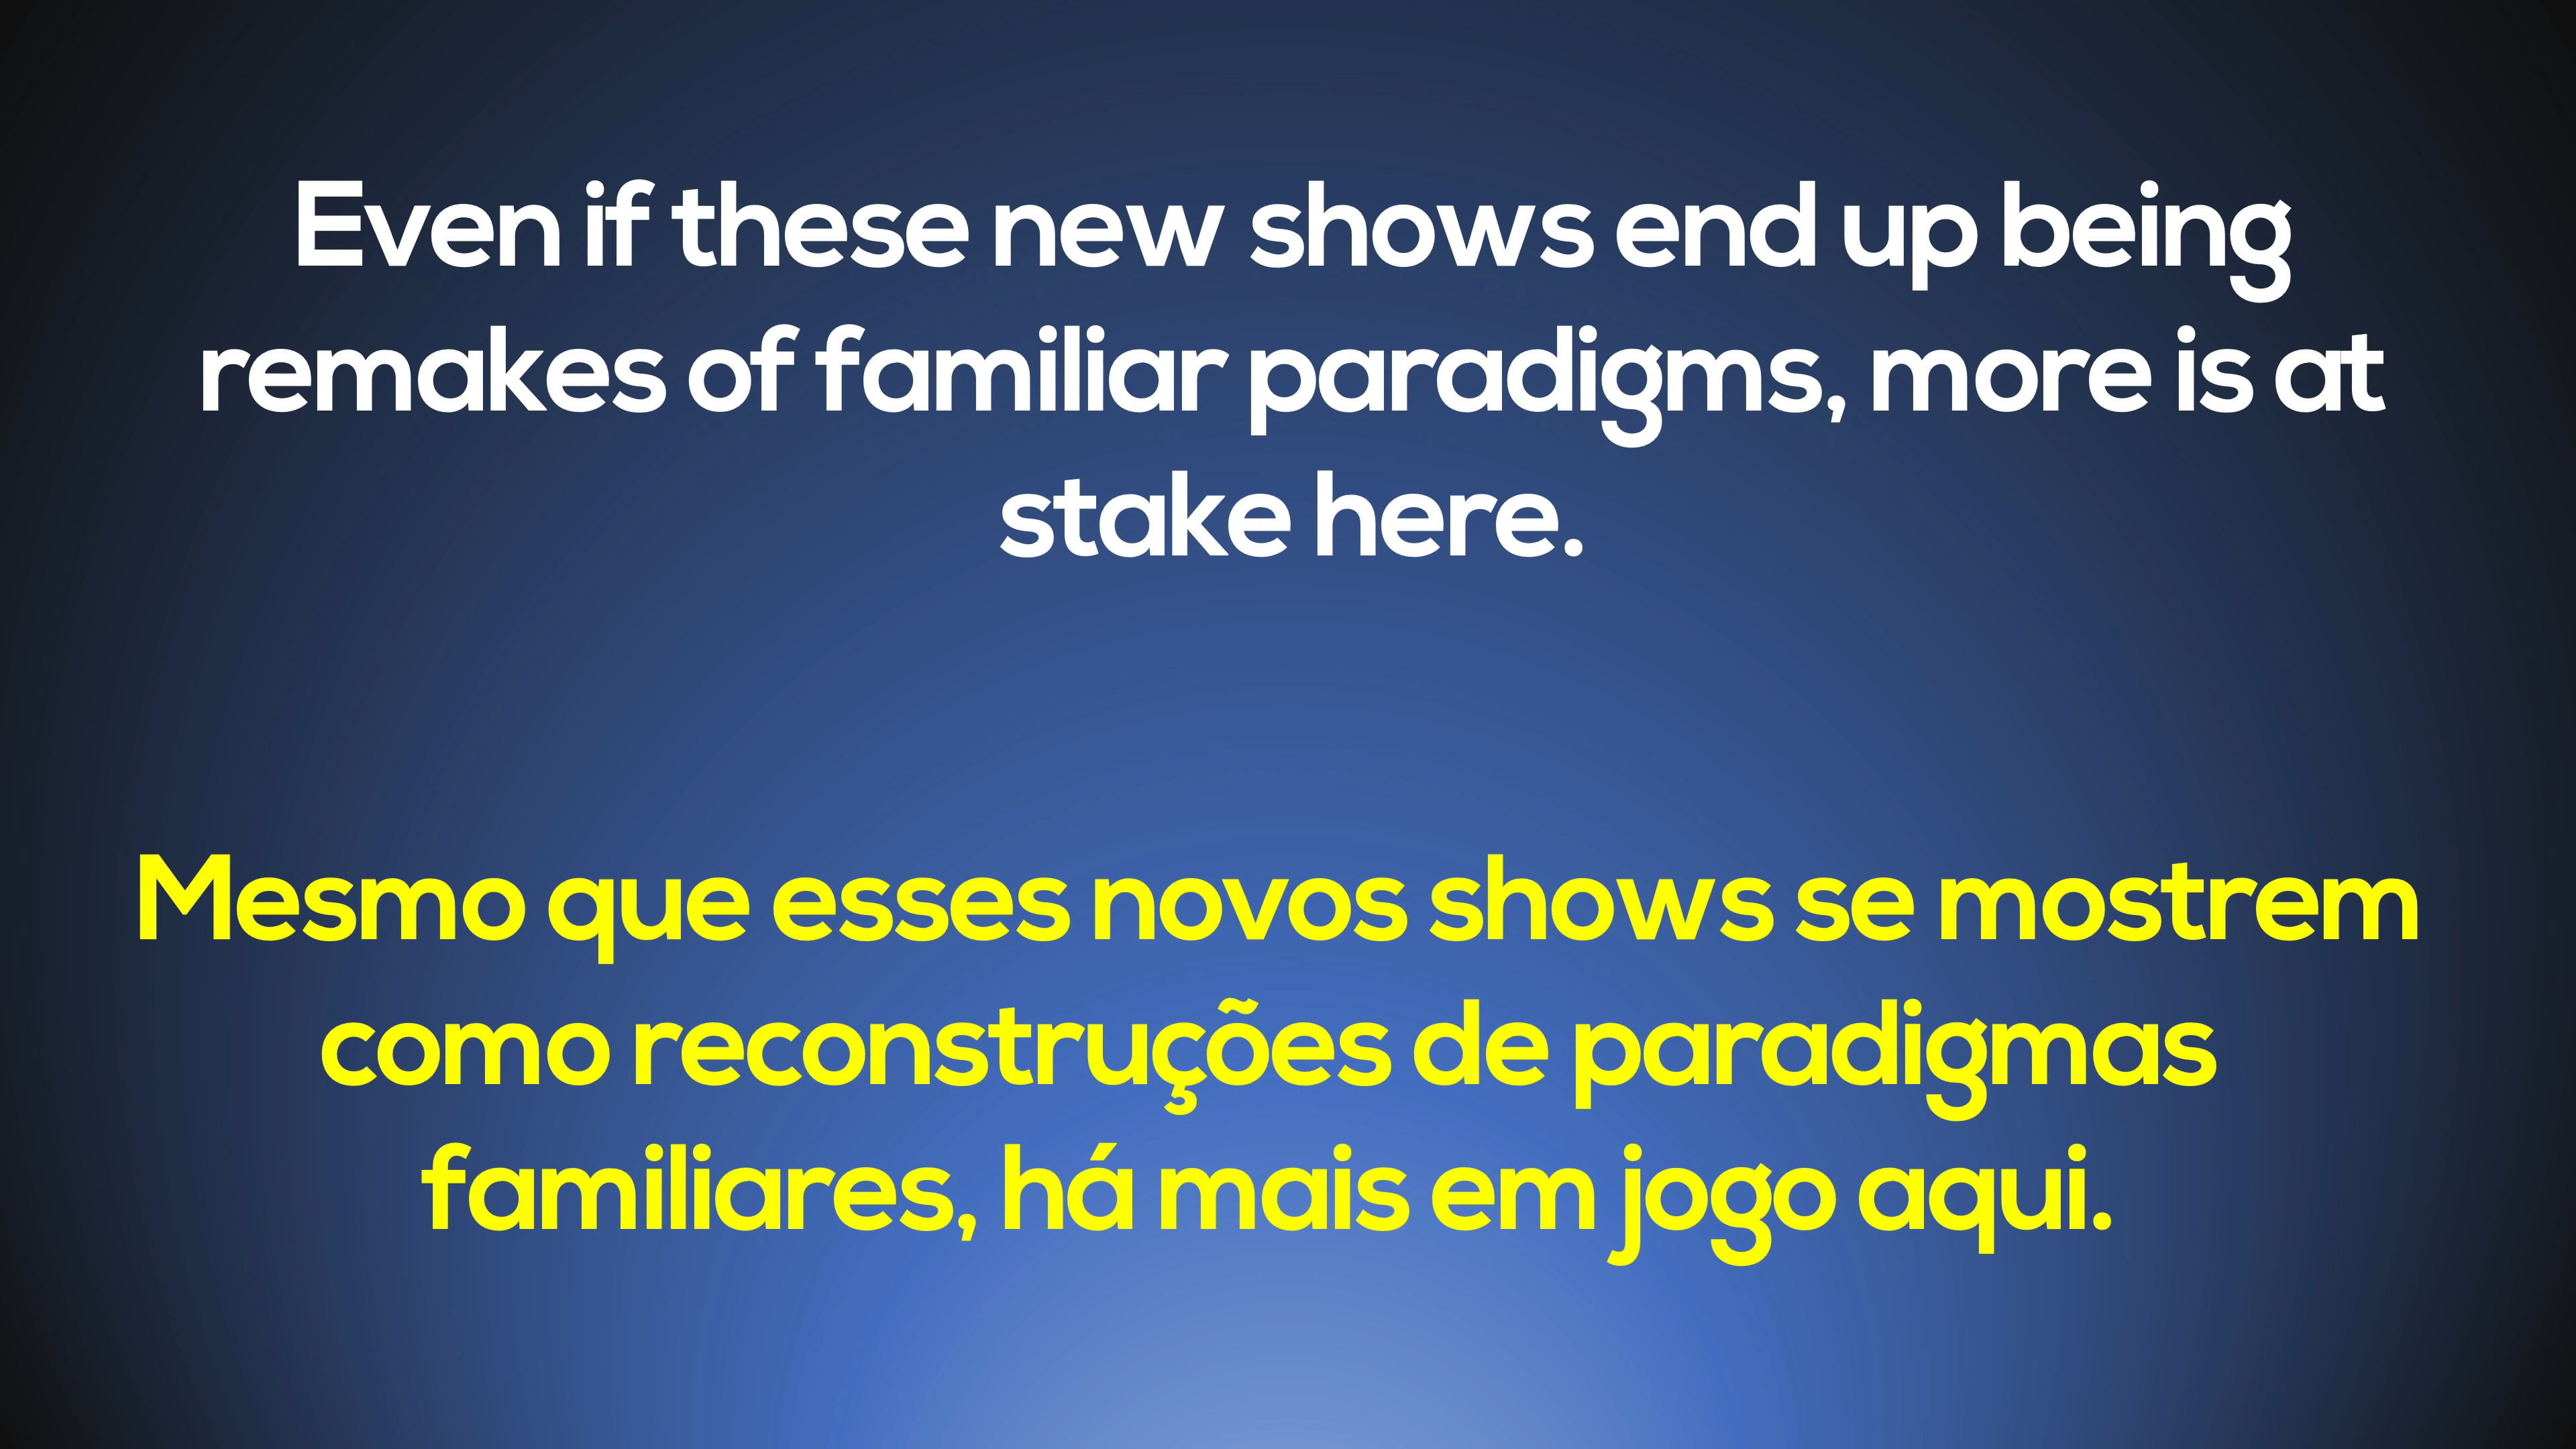 Even if these new shows end up being
remakes of familiar paradigms, more is at
stake here.
Mesmo que esses novos shows se mostrem
como reconstruções de paradigmas
familiares, há mais em jogo aqui.